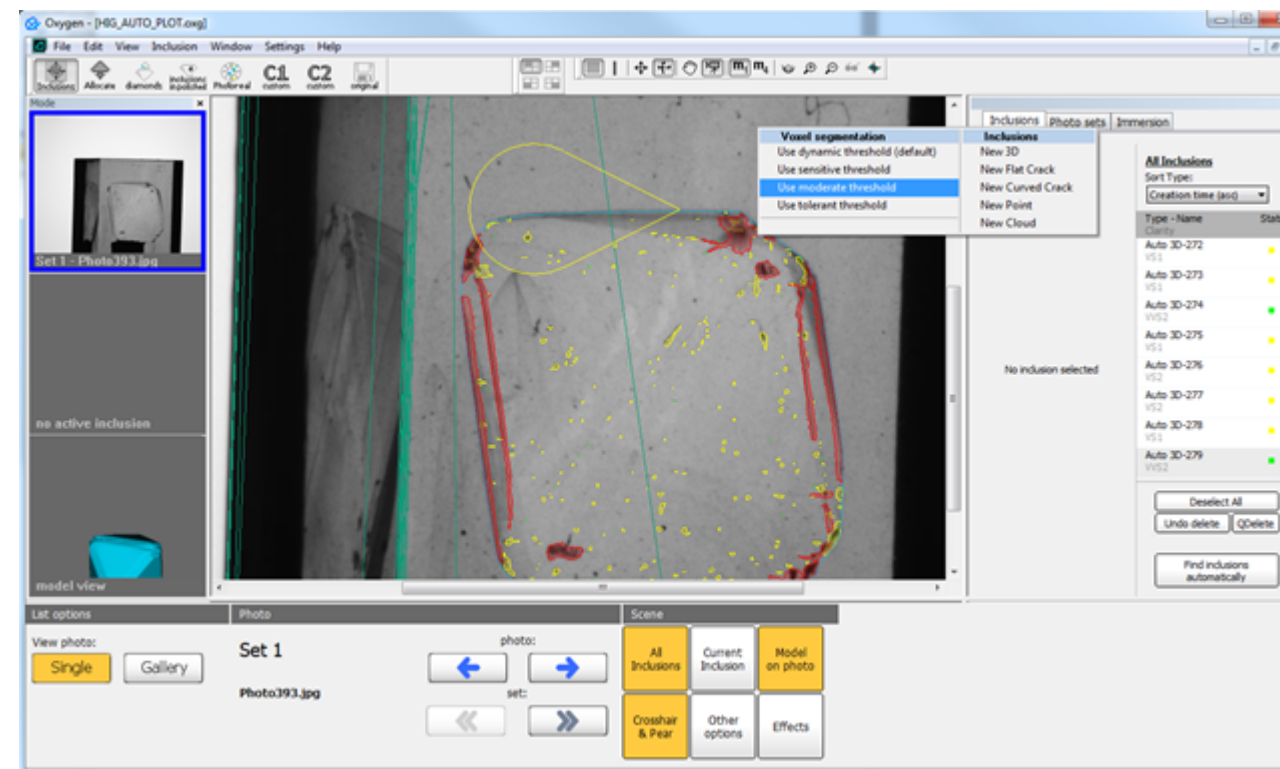 Oxygen - [HIG_AUTO_PLOT.oxg]
File Edit View Inclusion Window Settings Help
Inclusions Allocate diamonds Inclusions in polished Photoreal C1 custom C2 custom original
m₁ m₄
Mode
Set 1 - Photo393.jpg
no active inclusion
model view
Voxel segmentation
Use dynamic threshold (default)
Use sensitive threshold
Use moderate threshold
Use tolerant threshold
Inclusions Photo sets Immersion
Inclusions
New 3D
New Flat Crack
New Curved Crack
New Point
New Cloud
No inclusion selected
All Inclusions
Sort Type:
Creation time (asc)
Type - Name
Clarity
Auto 3D-272
VS1
Auto 3D-273
VS1
Auto 3D-274
VVS2
Auto 3D-275
VS1
Auto 3D-276
VS2
Auto 3D-277
VS2
Auto 3D-278
VS1
Auto 3D-279
VVS2
Deselect All
Undo delete QDelete
Find inclusions
automatically
List options
View photo:
Single Gallery
Photo
Set 1
Photo393.jpg
photo:
set:
Scene
All
Inclusions
Current
Inclusion
Model
on photo
Crosshair
& Pear
Other
options
Effects